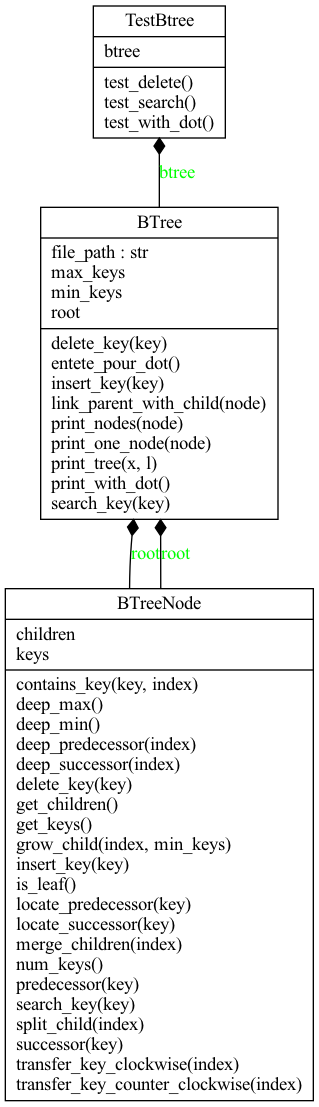 TestBtree
btree
test_delete()
test_search()
test_with_dot()
btree
BTree
file_path : str
max_keys
min_keys
root
delete_key(key)
entete_pour_dot()
insert_key(key)
link_parent_with_child(node)
print_nodes(node)
print_one_node(node)
print_tree(x, l)
print_with_dot()
search_key(key)
root root
BTreeNode
children
keys
contains_key(key, index)
deep_max()
deep_min()
deep_predecessor(index)
deep_successor(index)
delete_key(key)
get_children()
get_keys()
grow_child(index, min_keys)
insert_key(key)
is_leaf()
locate_predecessor(key)
locate_successor(key)
merge_children(index)
num_keys()
predecessor(key)
search_key(key)
split_child(index)
successor(key)
transfer_key_clockwise(index)
transfer_key_counter_clockwise(index)